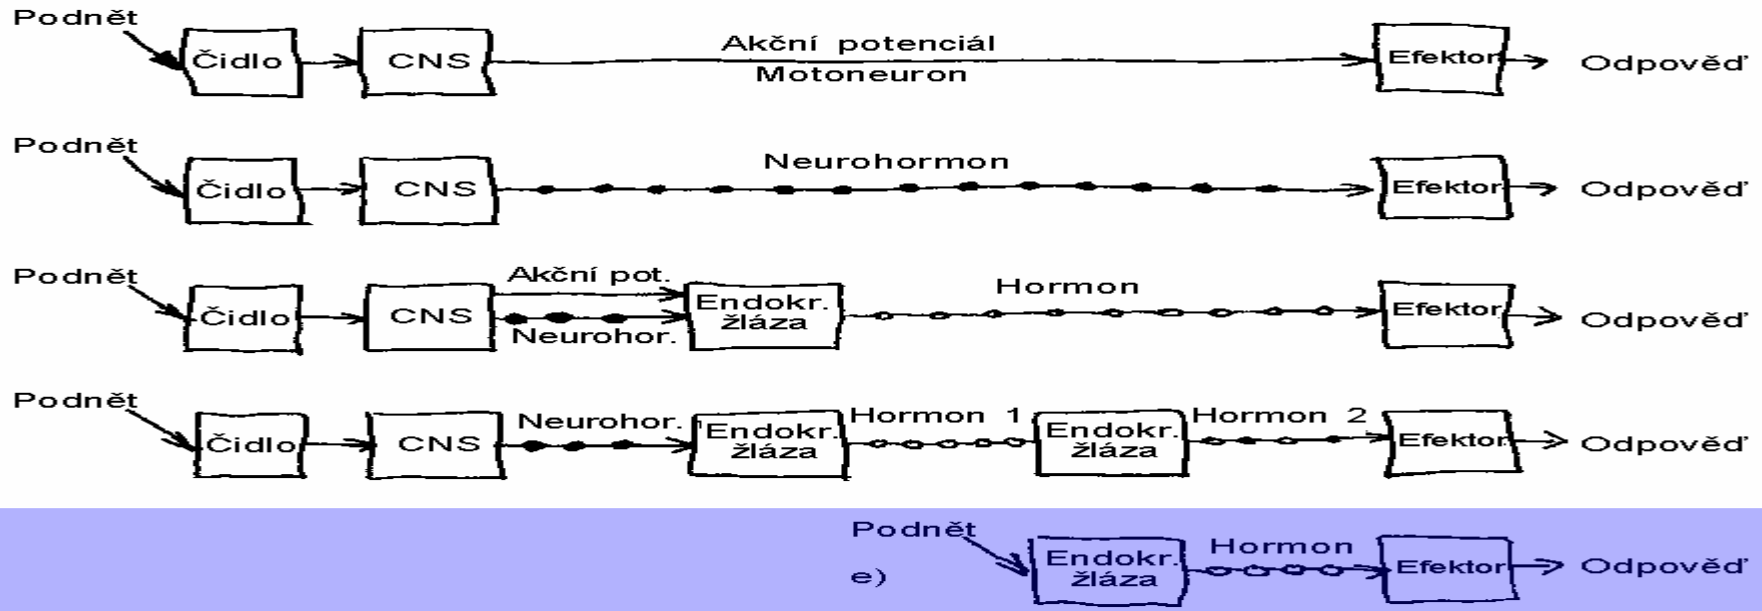 Podnět
Čidlo CNS Akční potenciál Efektor Odpověď
Motoneuron
Podnět
Čidlo CNS Neurohormon Efektor Odpověď
Podnět
Akční pot.
Čidlo CNS Endokr. žláza Hormon Efektor Odpověď
Neurohor.
Podnět
Čidlo CNS Neurohor. Endokr. žláza Hormon 1 Endokr. žláza Hormon 2 Efektor Odpověď
Podnět
e) Endokr. žláza Hormon Efektor Odpověď